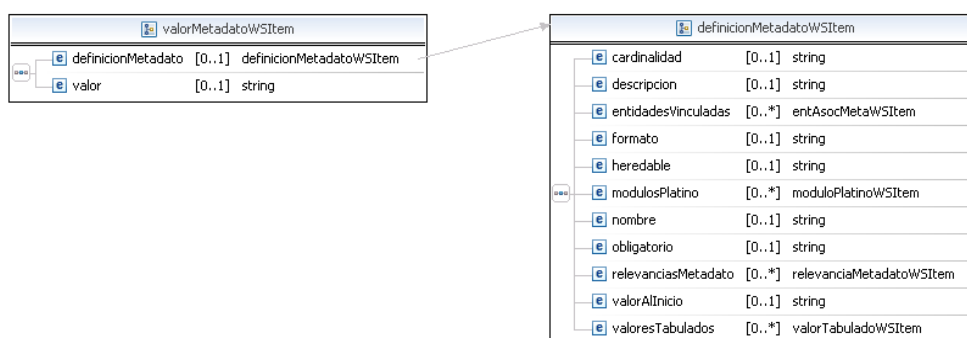 valorMetadatoWSItem
definicionMetadato [0..1] definicionMetadatoWSItem
valor [0..1] string
definicionMetadatoWSItem
cardinalidad [0..1] string
descripcion [0..1] string
entidadesVinculadas [0..*] entAsocMetaWSItem
formato [0..1] string
heredable [0..1] string
modulosPlatino [0..*] moduloPlatinoWSItem
nombre [0..1] string
obligatorio [0..1] string
relevanciasMetadato [0..*] relevanciaMetadatoWSItem
valorAlInicio [0..1] string
valoresTabulados [0..*] valorTabuladoWSItem